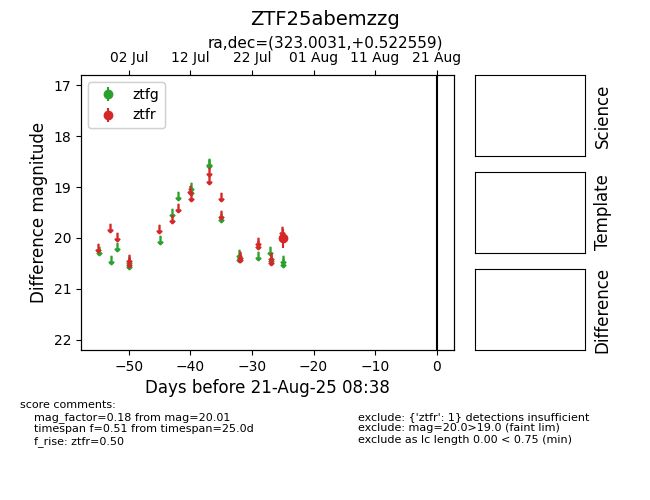 ZTF25abemzzg
ra,dec=(323.0031,+0.522559)
02 Jul 12 Jul 22 Jul 01 Aug 11 Aug 21 Aug
ztfg
ztfr
17
18
19
20
21
22
Difference magnitude
−50 −40 −30 −20 −10 0
Days before 21-Aug-25 08:38
Science
Template
Difference
score comments:
mag_factor=0.18 from mag=20.01
timespan f=0.51 from timespan=25.0d
f_rise: ztfr=0.50
exclude: {'ztfr': 1} detections insufficient
exclude: mag=20.0>19.0 (faint lim)
exclude as lc length 0.00 < 0.75 (min)